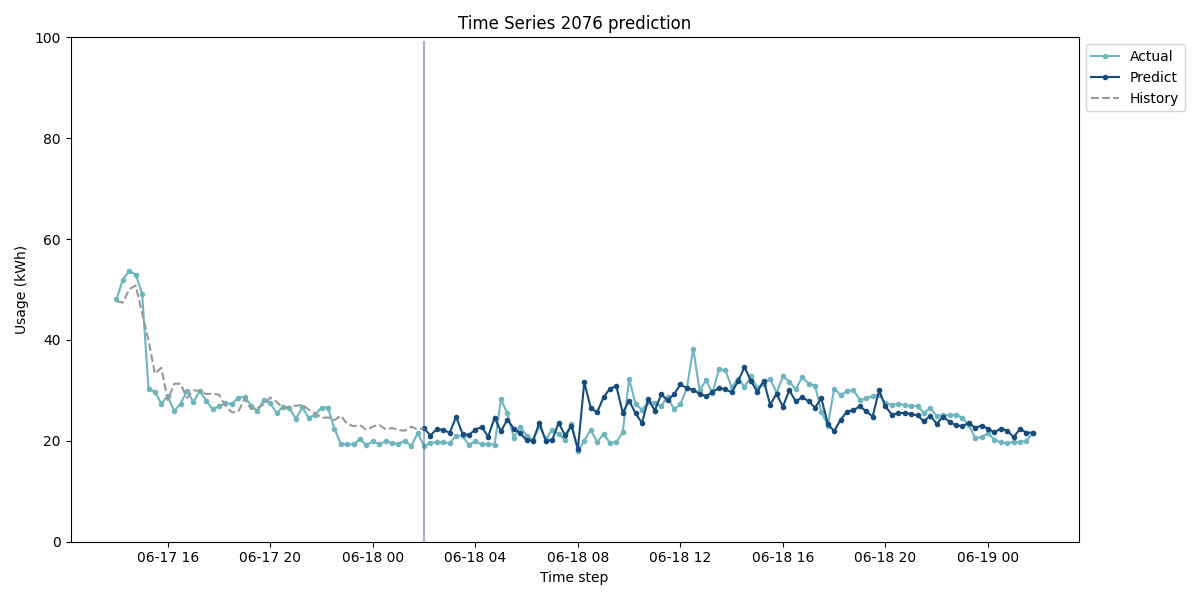 Time Series 2076 prediction
100
80
60
40
20
0
Usage (kWh)
06-17 16
06-17 20
06-18 00
06-18 04
06-18 08
06-18 12
06-18 16
06-18 20
06-19 00
Time step
Actual
Predict
History